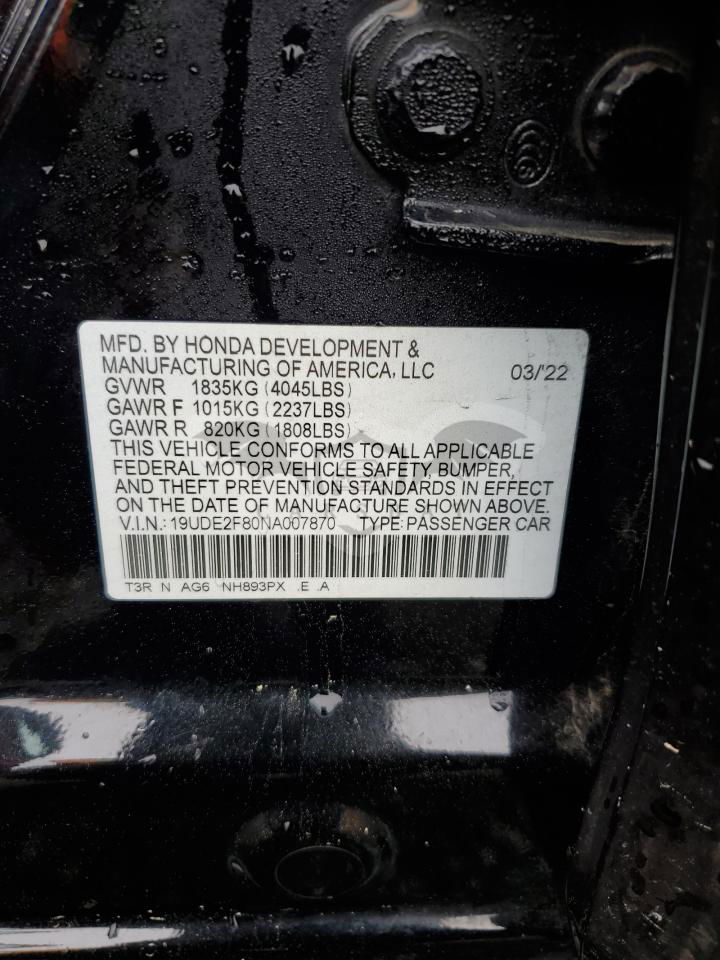 MFD. BY HONDA DEVELOPMENT &
MANUFACTURING OF AMERICA, LLC 03/'22
GVWR 1835KG (4045LBS)
GAWR F 1015KG (2237LBS)
GAWR R 820KG (1808LBS)
THIS VEHICLE CONFORMS TO ALL APPLICABLE
FEDERAL MOTOR VEHICLE SAFETY, BUMPER,
AND THEFT PREVENTION STANDARDS IN EFFECT
ON THE DATE OF MANUFACTURE SHOWN ABOVE.
V.I.N.: 19UDE2F80NA007870 TYPE: PASSENGER CAR
T3R N AG6 NH893PX .E .A